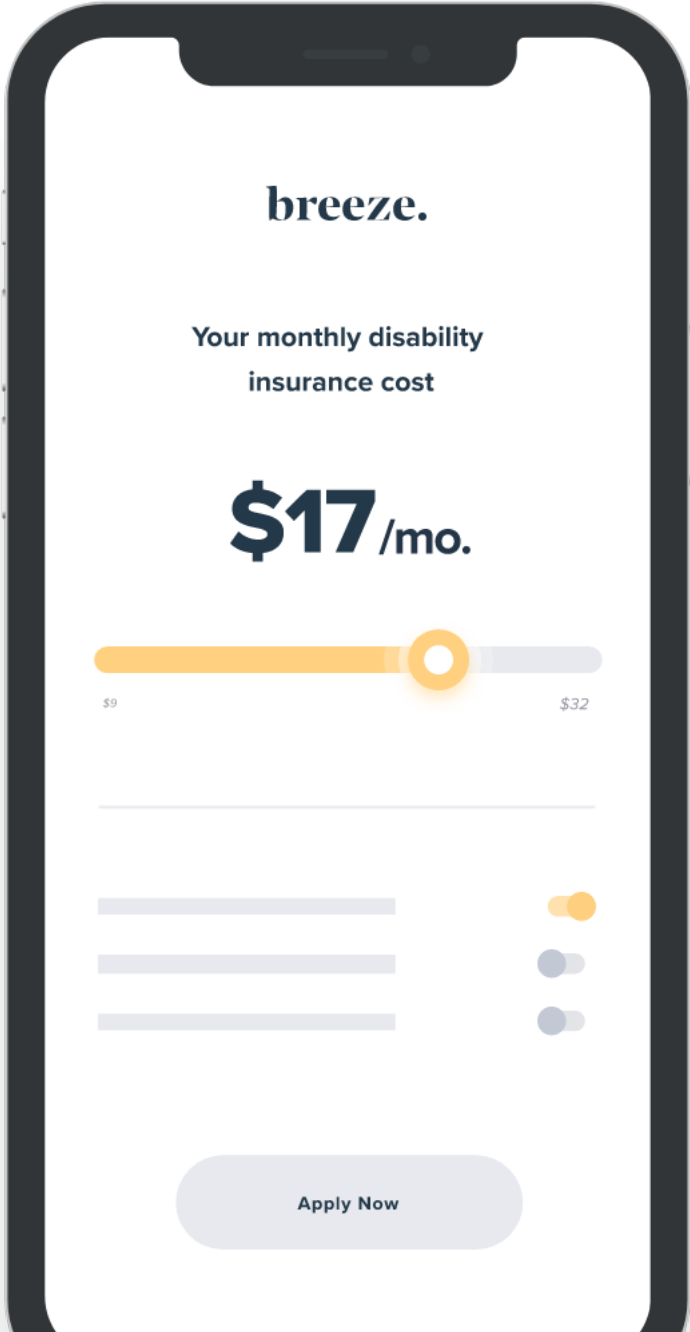 breeze.
Your monthly disability
insurance cost
$17/mo.
$9 $32
Apply Now